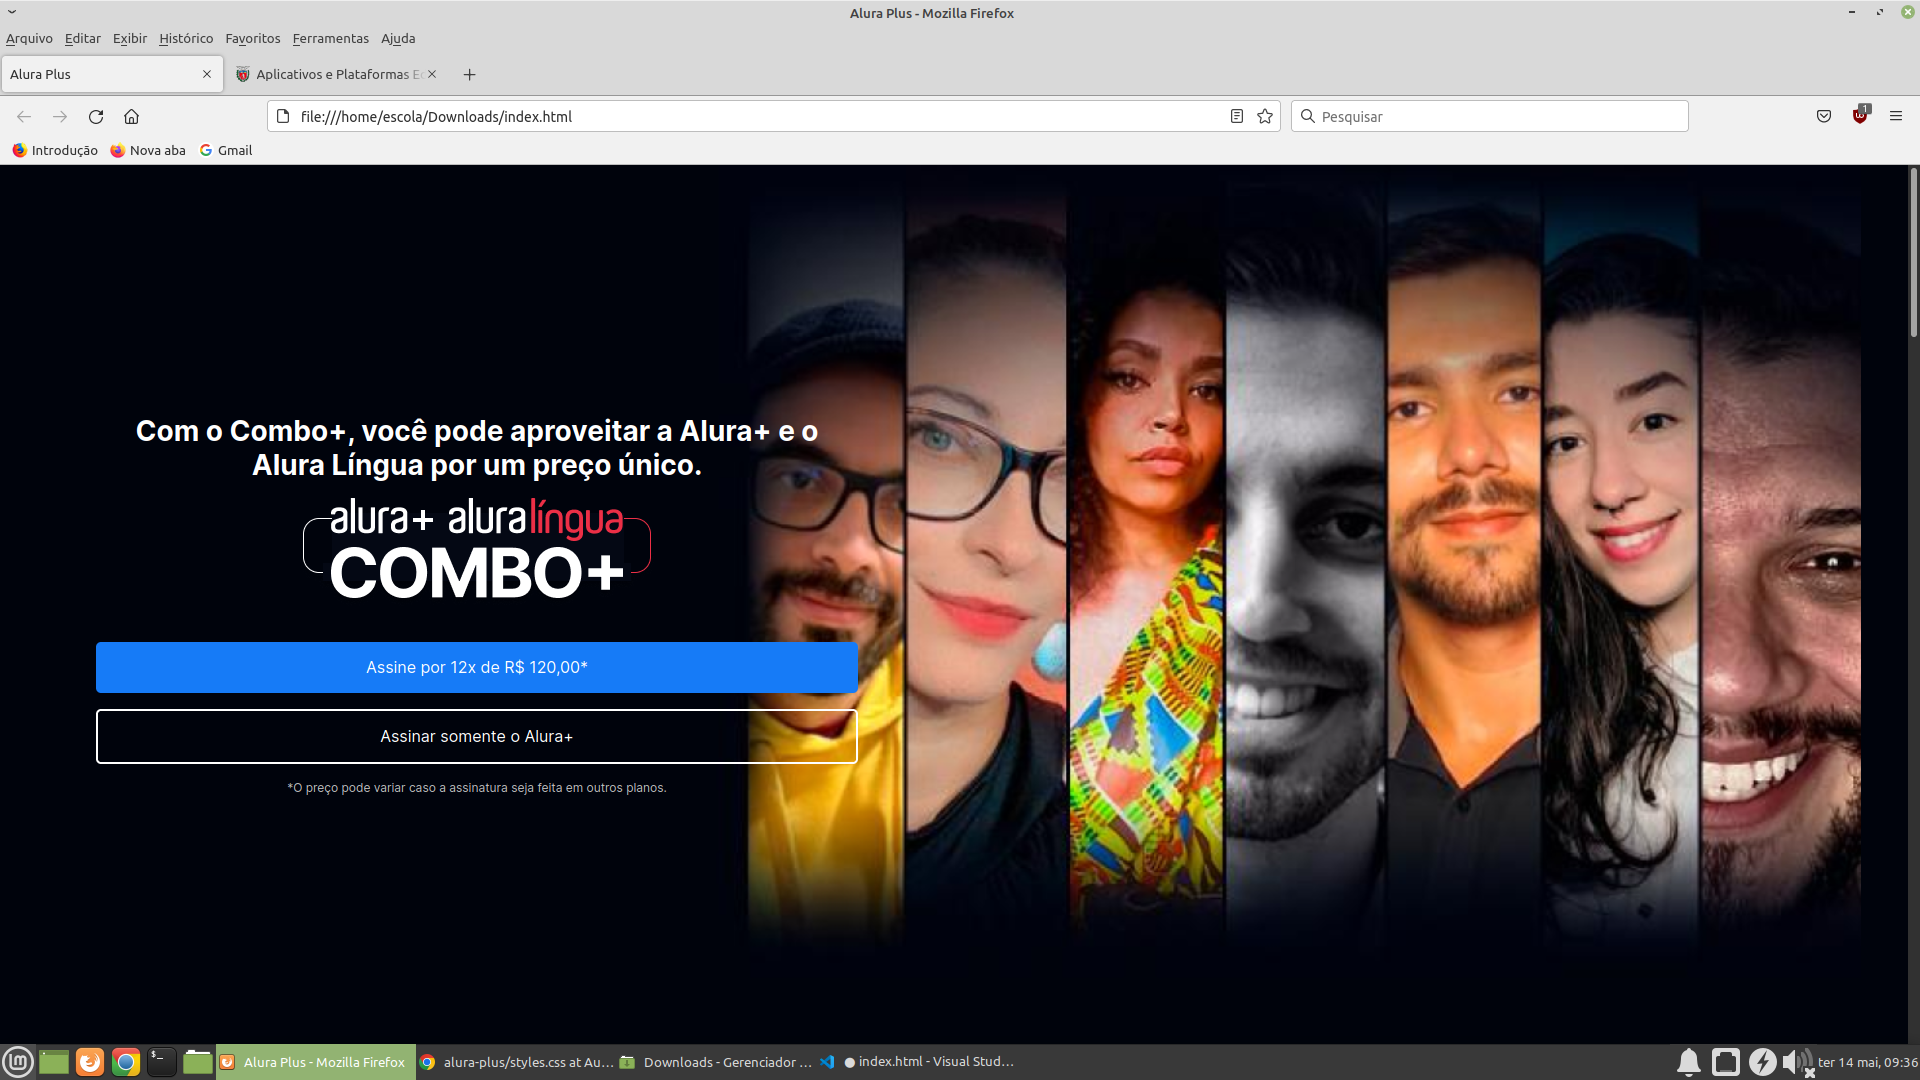 Alura Plus - Mozilla Firefox
Arquivo Editar Exibir Histórico Favoritos Ferramentas Ajuda
Alura Plus
Aplicativos e Plataformas
file:///home/escola/Downloads/index.html
Pesquisar
1
Introdução Nova aba Gmail
Com o Combo+, você pode aproveitar a Alura+ e o
Alura Língua por um preço único.
alura+ alura língua
COMBO+
Assine por 12x de R$ 120,00*
Assinar somente o Alura+
*O preço pode variar caso a assinatura seja feita em outros planos.
Alura Plus - Mozilla Firefox alura-plus/styles.css at Au... Downloads - Gerenciador ... index.html - Visual Stud... ter 14 mai, 09:36